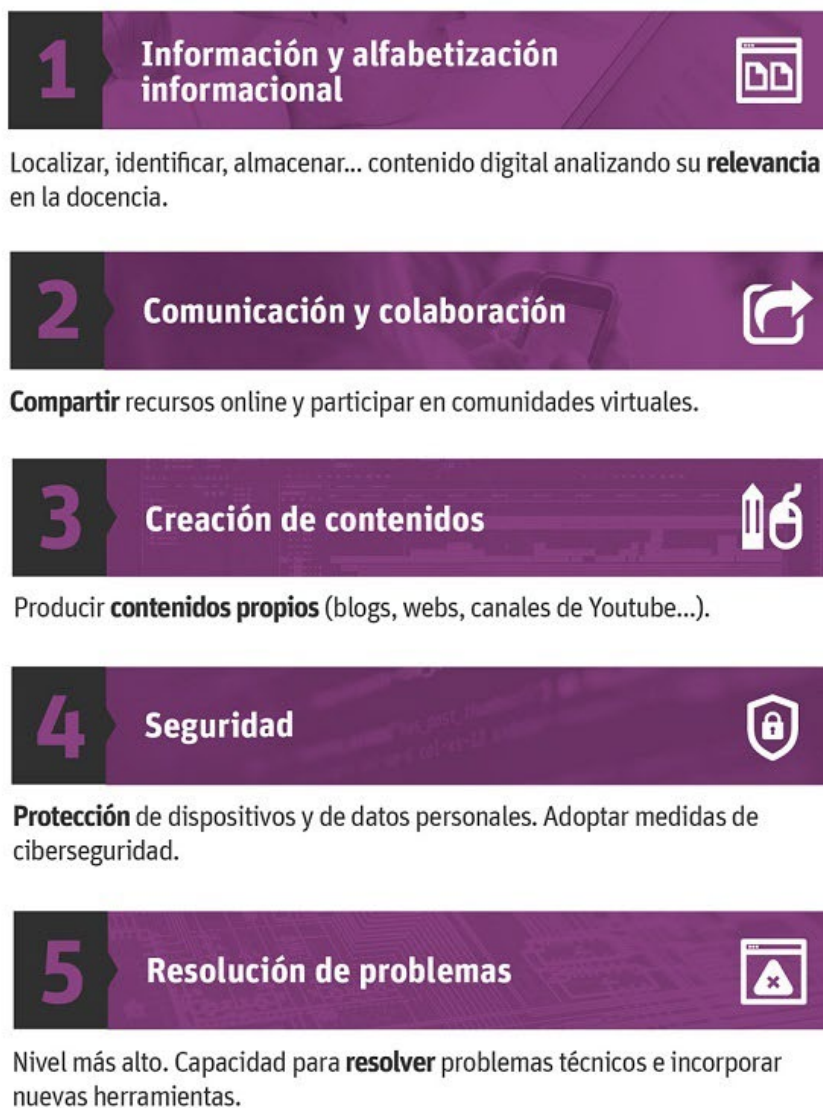 1
Información y alfabetización
informacional
Localizar, identificar, almacenar... contenido digital analizando su relevancia
en la docencia.
2
Comunicación y colaboración
Compartir recursos online y participar en comunidades virtuales.
3
Creación de contenidos
Producir contenidos propios (blogs, webs, canales de Youtube...).
4
Seguridad
Protección de dispositivos y de datos personales. Adoptar medidas de
ciberseguridad.
5
Resolución de problemas
Nivel más alto. Capacidad para resolver problemas técnicos e incorporar
nuevas herramientas.